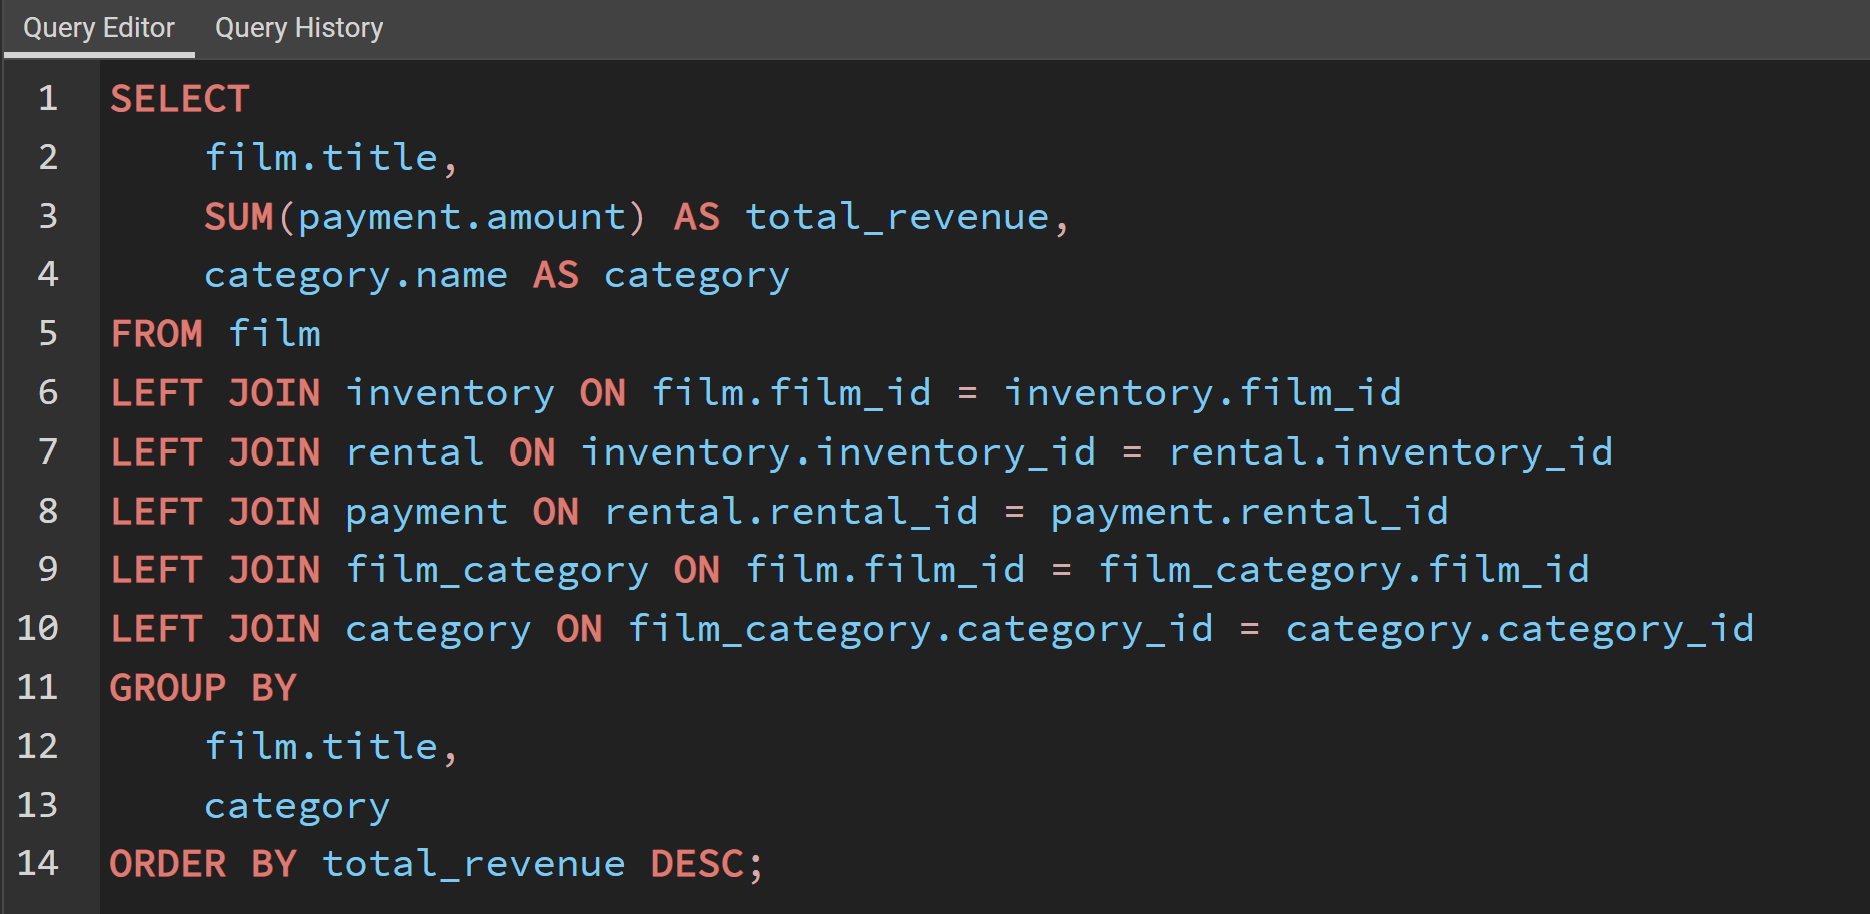 Query Editor Query History
1 SELECT
2 film.title,
3 SUM(payment.amount) AS total_revenue,
4 category.name AS category
5 FROM film
6 LEFT JOIN inventory ON film.film_id = inventory.film_id
7 LEFT JOIN rental ON inventory.inventory_id = rental.inventory_id
8 LEFT JOIN payment ON rental.rental_id = payment.rental_id
9 LEFT JOIN film_category ON film.film_id = film_category.film_id
10 LEFT JOIN category ON film_category.category_id = category.category_id
11 GROUP BY
12 film.title,
13 category
14 ORDER BY total_revenue DESC;